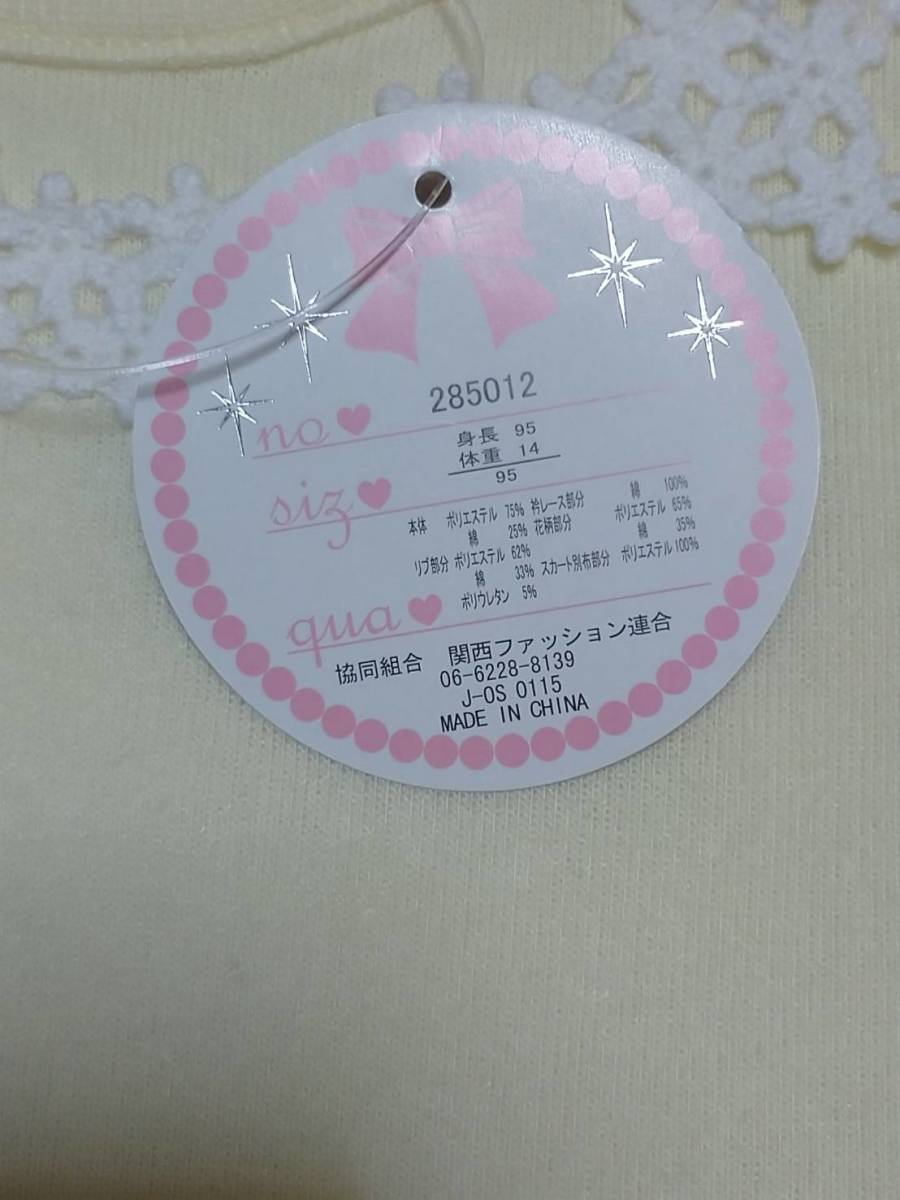 no 285012
身長 95
体重 14
95
siz
本体 ポリエステル 75% 衿レース部分 綿 100%
綿 25% 花柄部分 ポリエステル 65%
リブ部分 ポリエステル 62% 綿 35%
綿 33% スカート別布部分 ポリエステル100%
ポリウレタン 5%
qua
協同組合 関西ファッション連合
06-6228-8139
J-OS 0115
MADE IN CHINA